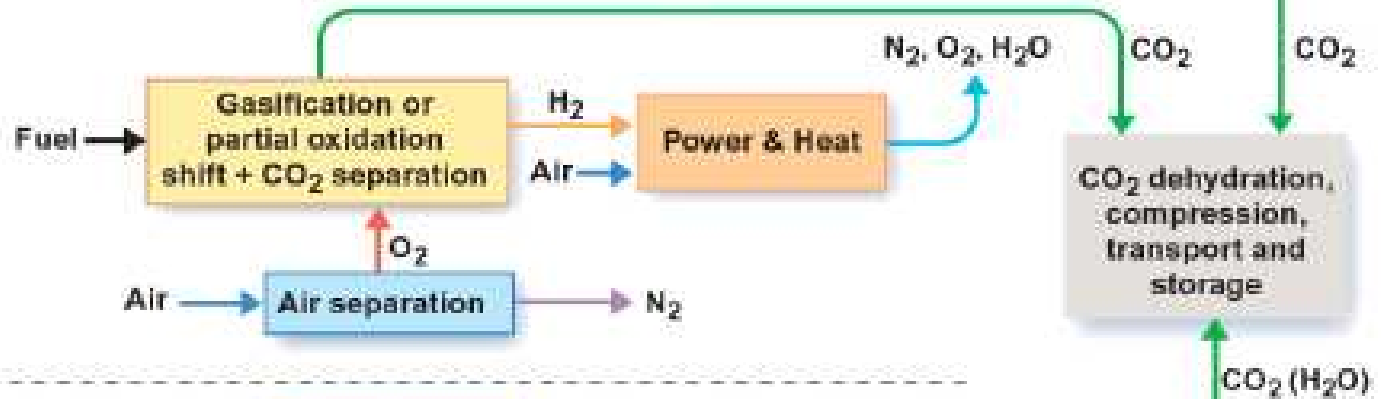 N₂, O₂, H₂O
CO₂
CO₂
Gasification or
partial oxidation
shift + CO₂ separation
Fuel
H₂
Air
Power & Heat
CO₂ dehydration,
compression,
transport and
storage
O₂
Air
Air separation
N₂
CO₂ (H₂O)